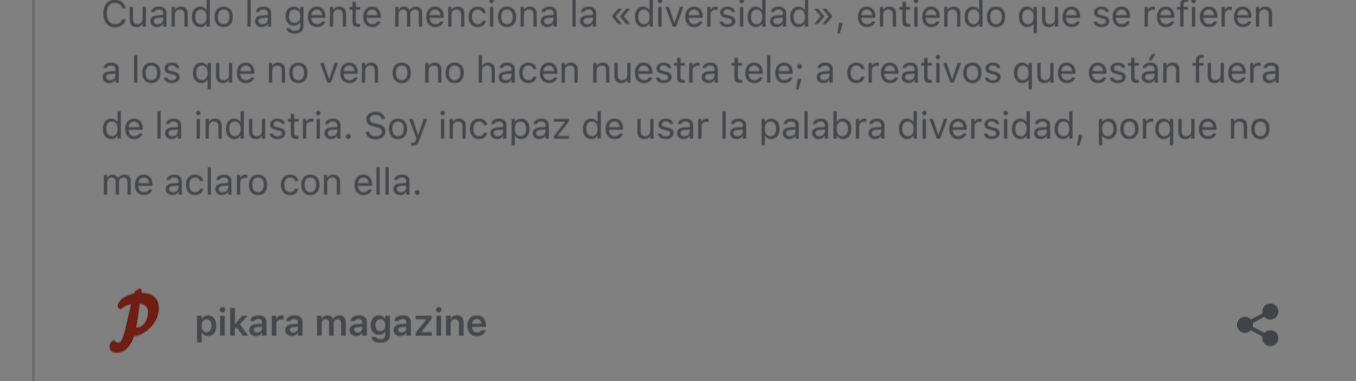 Cuando la gente menciona la «diversidad», entiendo que se refieren
a los que no ven o no hacen nuestra tele; a creativos que están fuera
de la industria. Soy incapaz de usar la palabra diversidad, porque no
me aclaro con ella.
pikara magazine